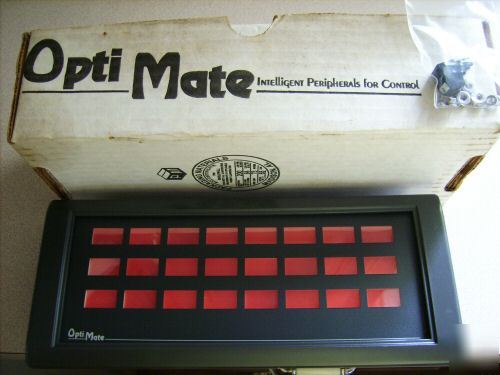 Opti Mate Intelligent Peripherals for Control
Opti Mate